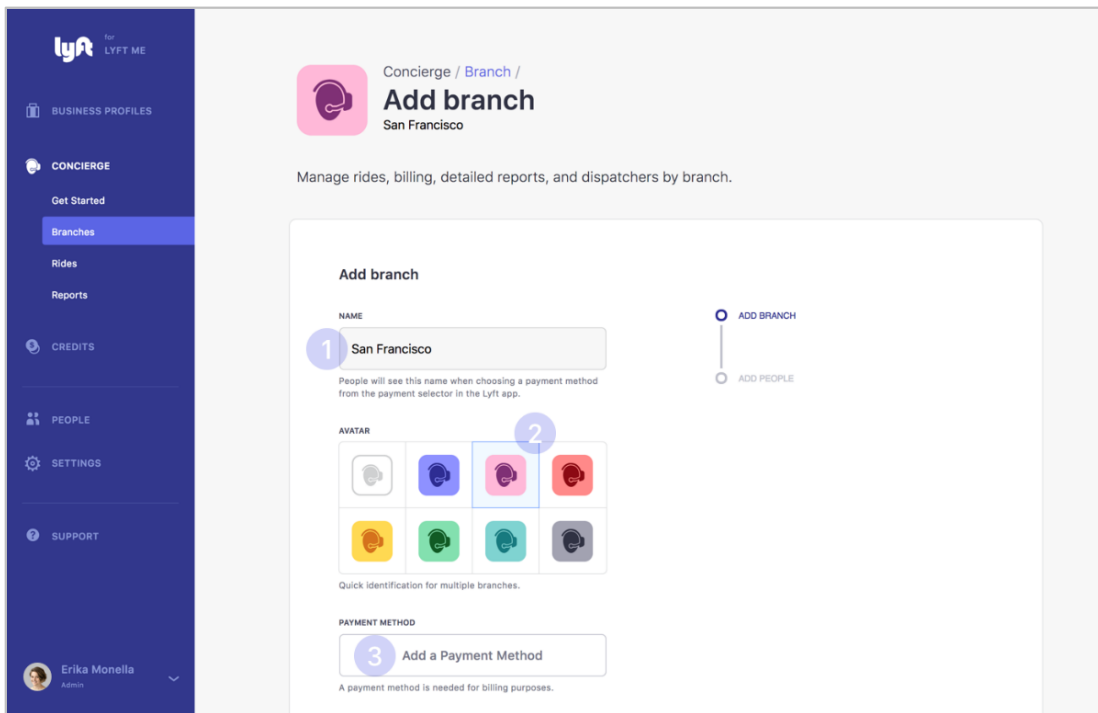 lyft for
LYFT ME
BUSINESS PROFILES
CONCIERGE
Get Started
Branches
Rides
Reports
CREDITS
PEOPLE
SETTINGS
SUPPORT
Erika Monella
Admin
Concierge / Branch /
Add branch
San Francisco
Manage rides, billing, detailed reports, and dispatchers by branch.
Add branch
NAME
1 San Francisco
People will see this name when choosing a payment method
from the payment selector in the Lyft app.
AVATAR
2
Quick identification for multiple branches.
PAYMENT METHOD
3 Add a Payment Method
A payment method is needed for billing purposes.
ADD BRANCH
ADD PEOPLE